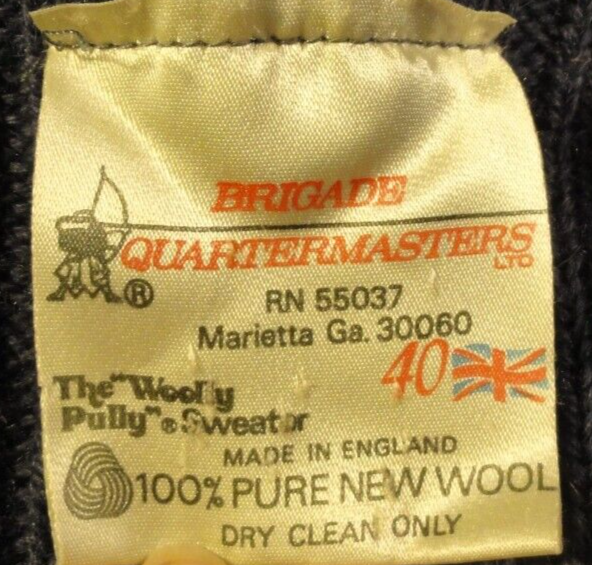 BRIGADE
QUARTERMASTERS
LTD
®
RN 55037
Marietta Ga. 30060
40
The "Woolly
Pully"® Sweater
MADE IN ENGLAND
100% PURE NEW WOOL
DRY CLEAN ONLY